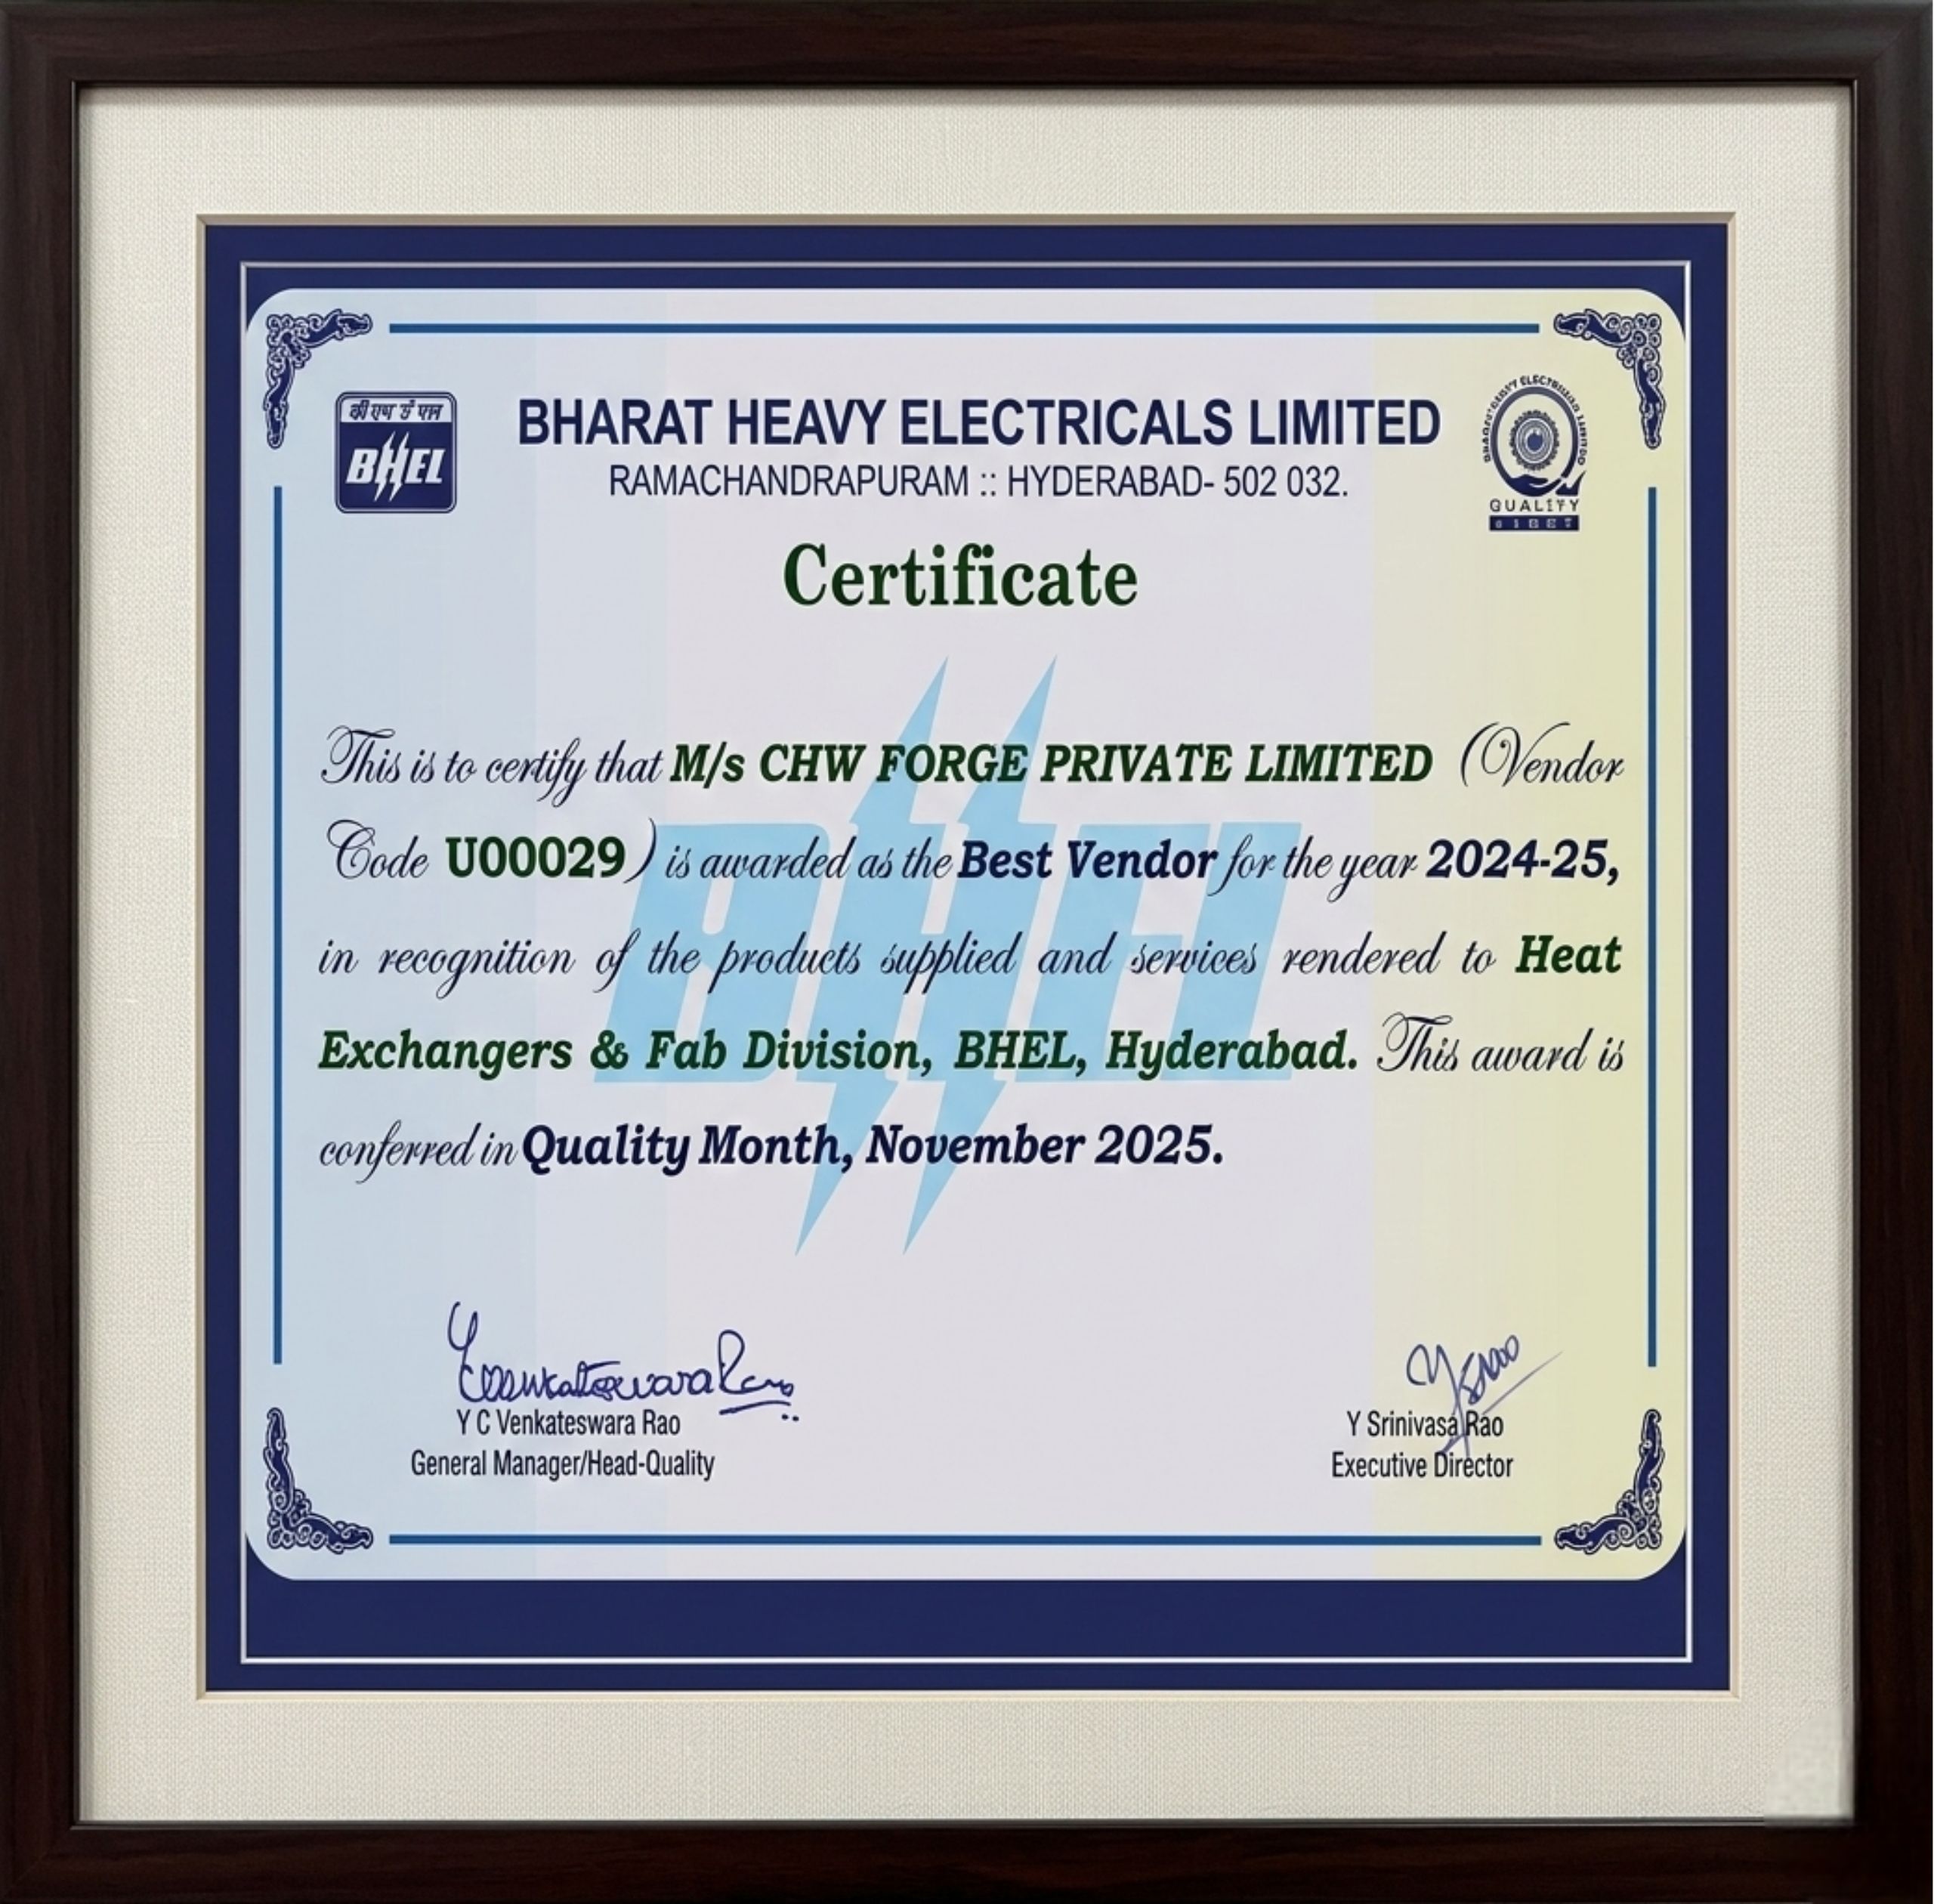 बी एच ई एल
BHEL
BHARAT HEAVY ELECTRICALS LIMITED
RAMACHANDRAPURAM :: HYDERABAD- 502 032.
QUALITY
Certificate
This is to certify that M/s CHW FORGE PRIVATE LIMITED (Vendor
Code U00029) is awarded as the Best Vendor for the year 2024-25,
in recognition of the products supplied and services rendered to Heat
Exchangers & Fab Division, BHEL, Hyderabad. This award is
conferred in Quality Month, November 2025.
BHEL
Y C Venkateswara Rao
General Manager/Head-Quality
Y Srinivasa Rao
Executive Director